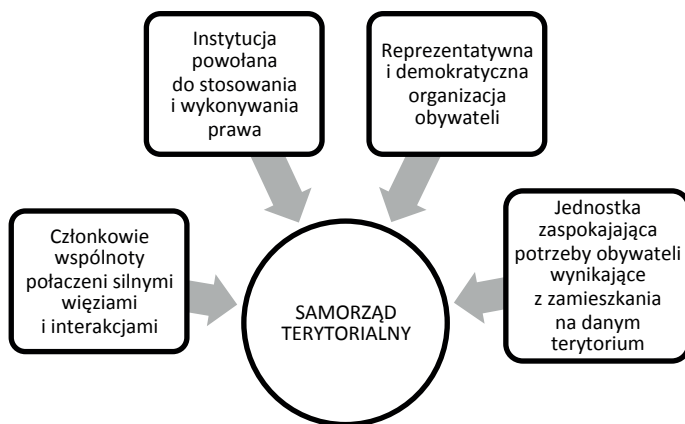 Instytucja
powołana
do stosowania
i wykonywania
prawa
Reprezentatywna
i demokratyczna
organizacja
obywateli
Członkowie
wspólnoty
połaczeni silnymi
więziami
i interakcjami
Jednostka
zaspokajająca
potrzeby obywateli
wynikające
z zamieszkania
na danym
terytorium
SAMORZĄD
TERYTORIALNY